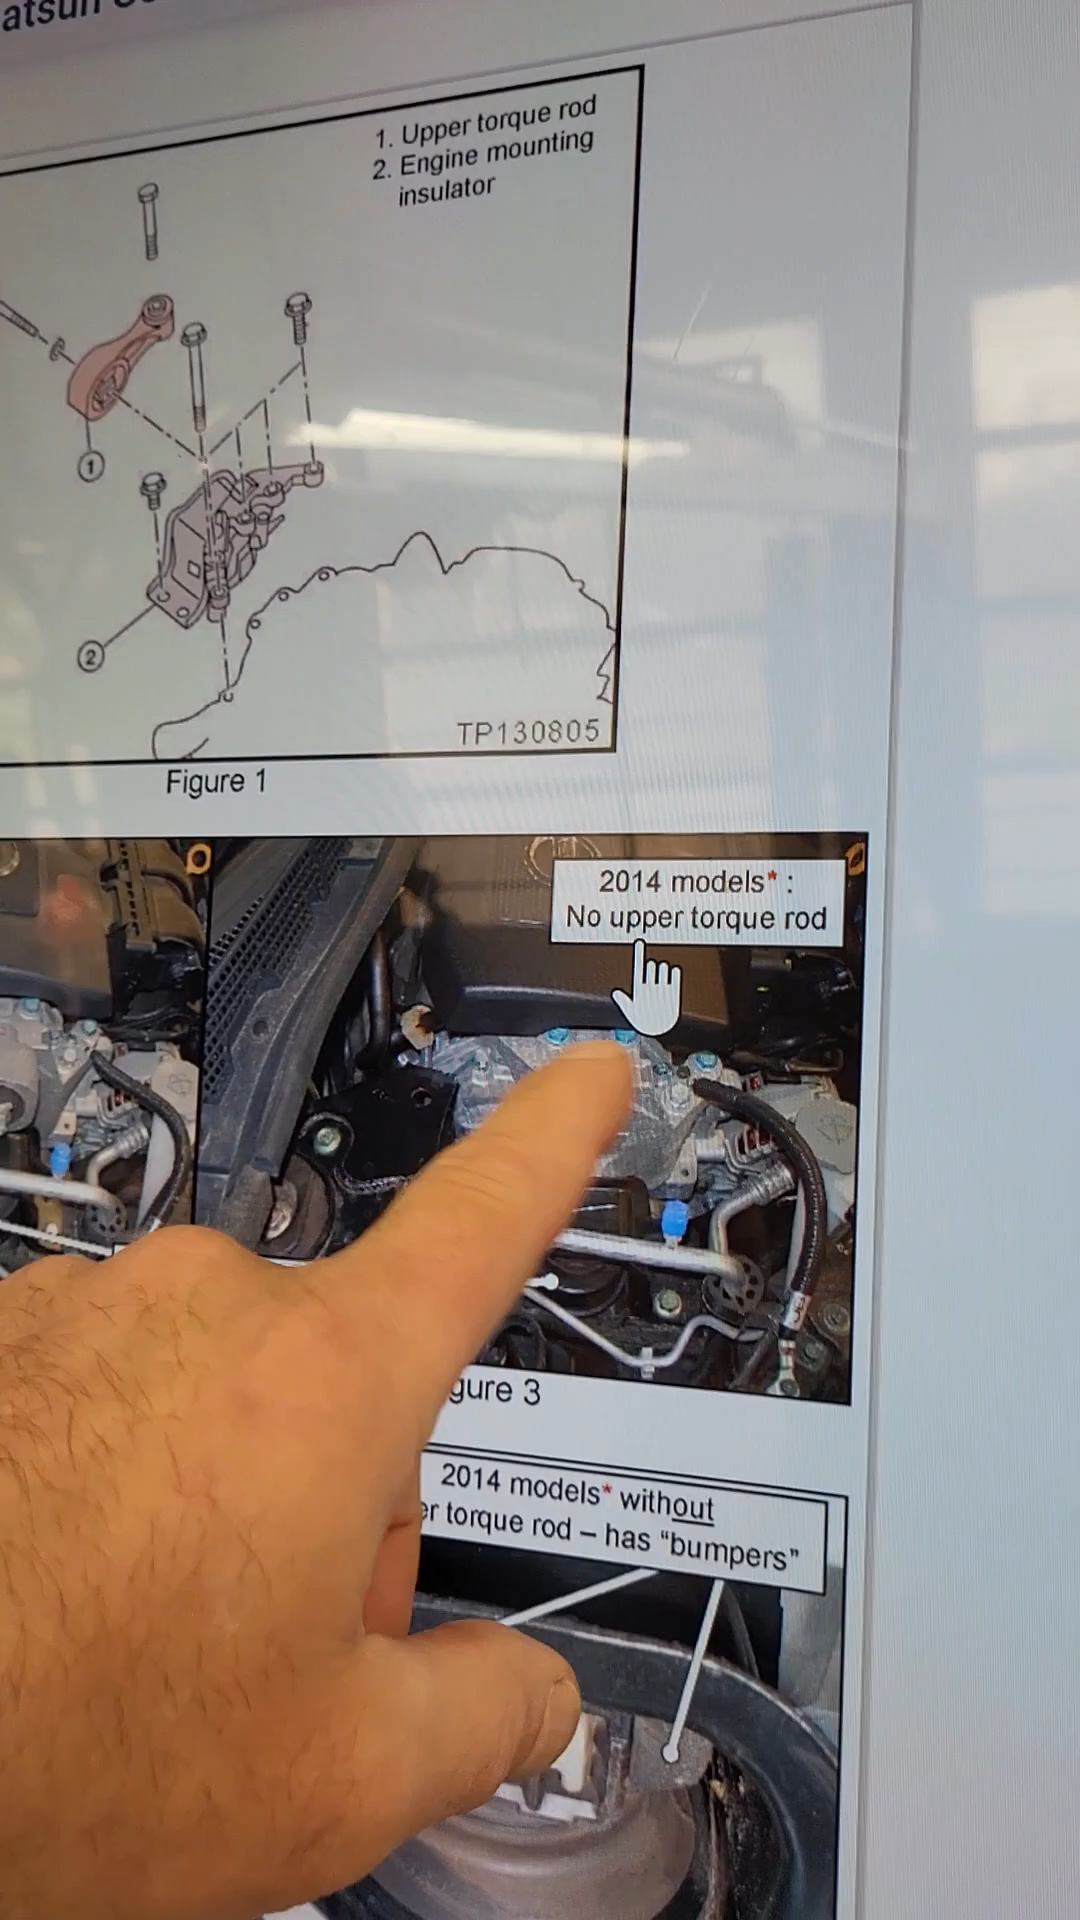 1. Upper torque rod
2. Engine mounting
insulator
1
2
TP130805
Figure 1
2014 models* :
No upper torque rod
gure 3
2014 models* without
er torque rod – has “bumpers”